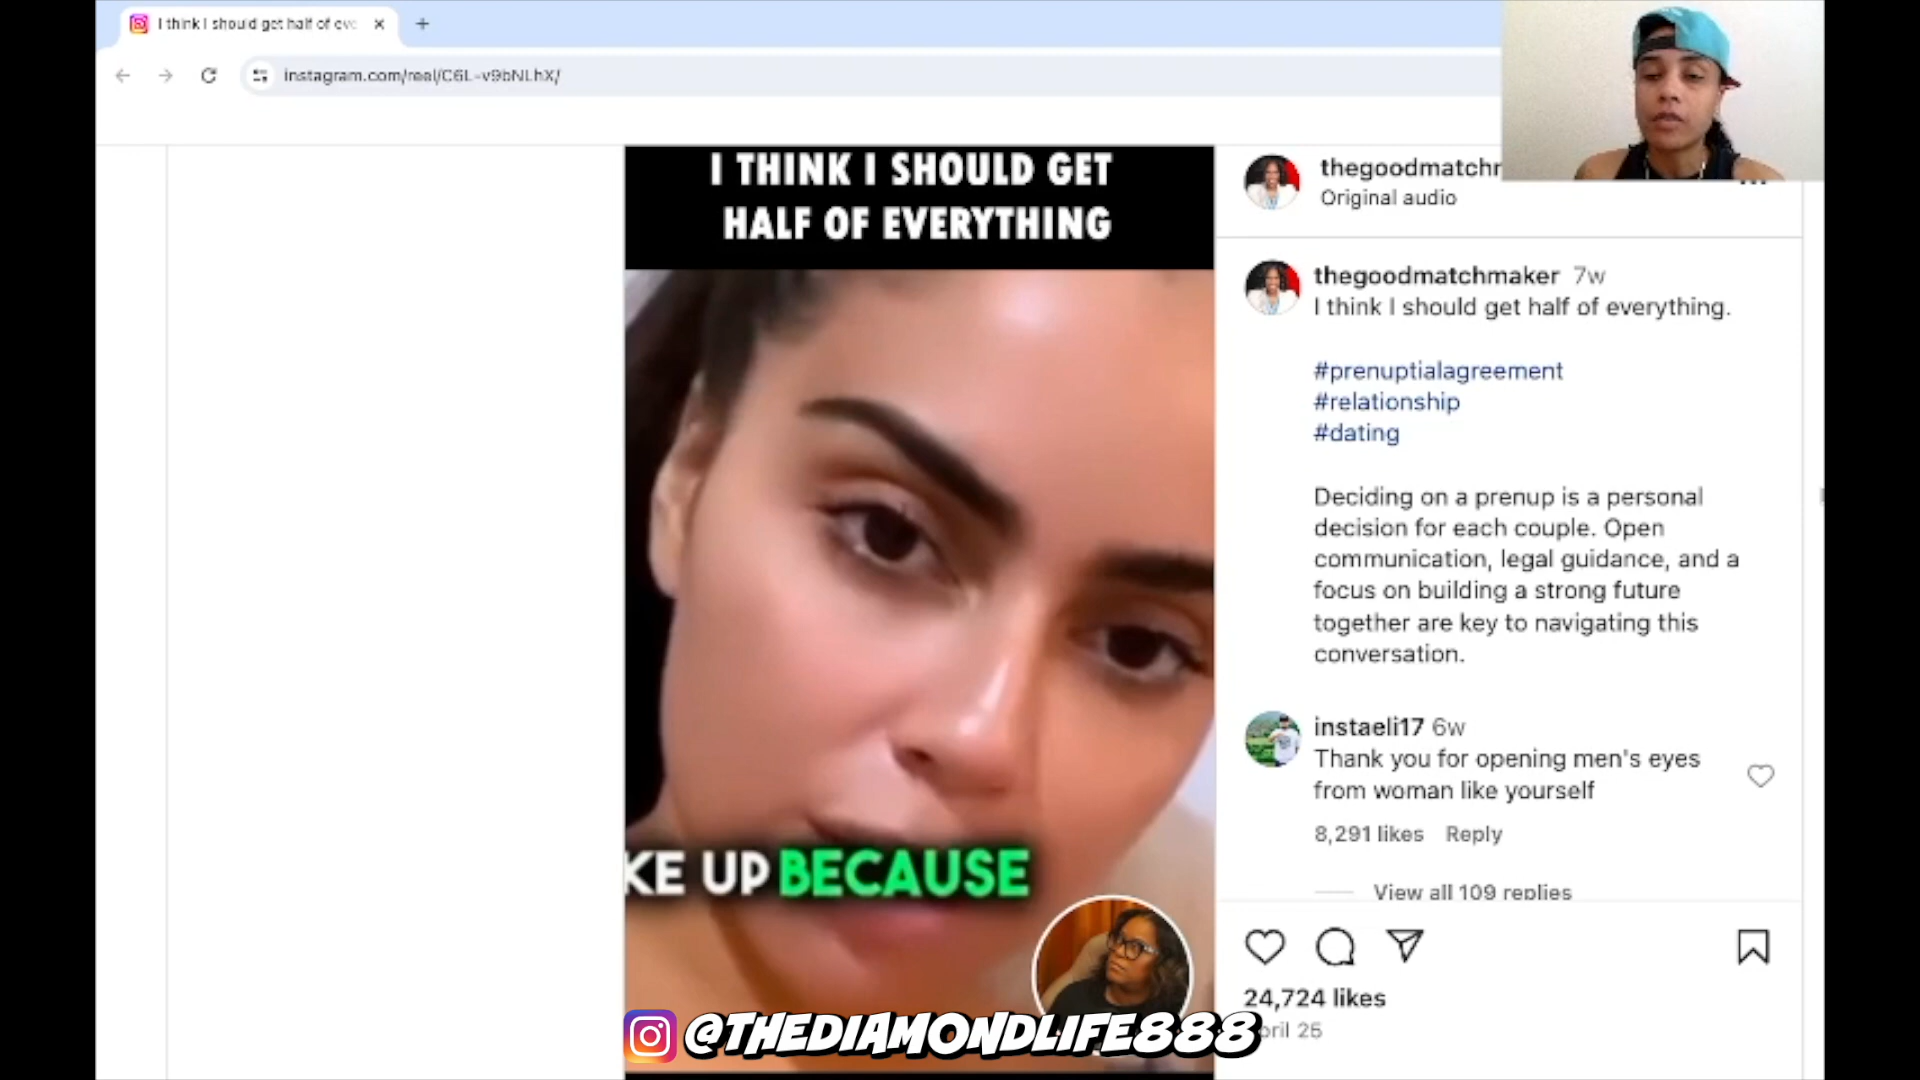 I think I should get half of eve
instagram.com/reel/C6L-v9bNLhX/
I THINK I SHOULD GET
HALF OF EVERYTHING
KE UP BECAUSE
@THEDIAMONDLIFE888
thegoodmatchm
Original audio
thegoodmatchmaker 7w
I think I should get half of everything.
#prenuptialagreement
#relationship
#dating
Deciding on a prenup is a personal
decision for each couple. Open
communication, legal guidance, and a
focus on building a strong future
together are key to navigating this
conversation.
instaeli17 6w
Thank you for opening men's eyes
from woman like yourself
8,291 likes Reply
View all 109 replies
24,724 likes
pril 25